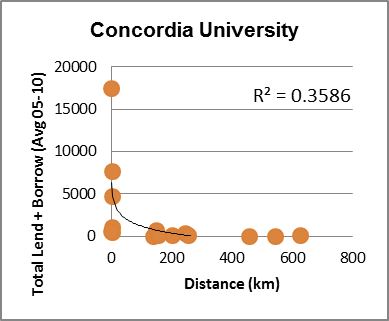 Concordia University
Total Lend + Borrow (Avg 05-10)
20000
15000
10000
5000
0
R² = 0.3586
0 200 400 600 800
Distance (km)